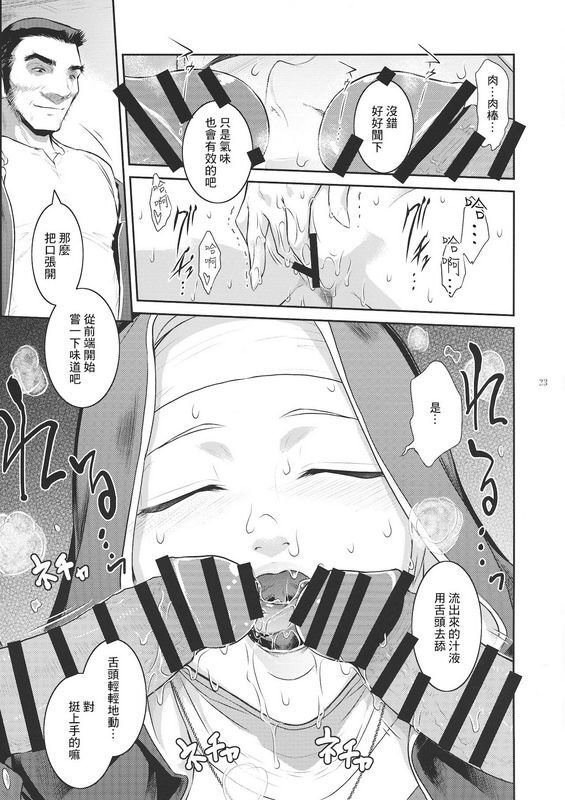 肉…肉棒…
沒錯
好好聞下
只是氣味
也會有效的吧
哈…
哈啊…
哈啊
哈啊
那麼
把口張開
從前端開始
嘗一下味道吧
23
是…
れる…
れる
流出來的汁液
用舌頭去舔
ネチャ
ネチャ
舌頭輕輕地動…
對
挺上手的嘛
ネチャ
ネチャ